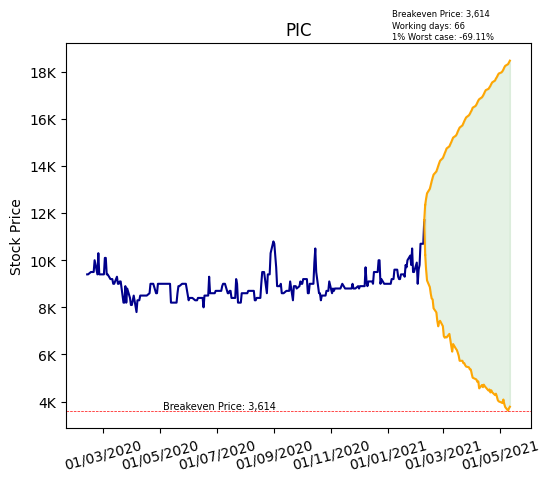 Breakeven Price: 3,614
Working days: 66
1% Worst case: -69.11%
PIC
Stock Price
18K
16K
14K
12K
10K
8K
6K
4K
Breakeven Price: 3,614
01/03/2020
01/05/2020
01/07/2020
01/09/2020
01/11/2020
01/01/2021
01/03/2021
01/05/2021